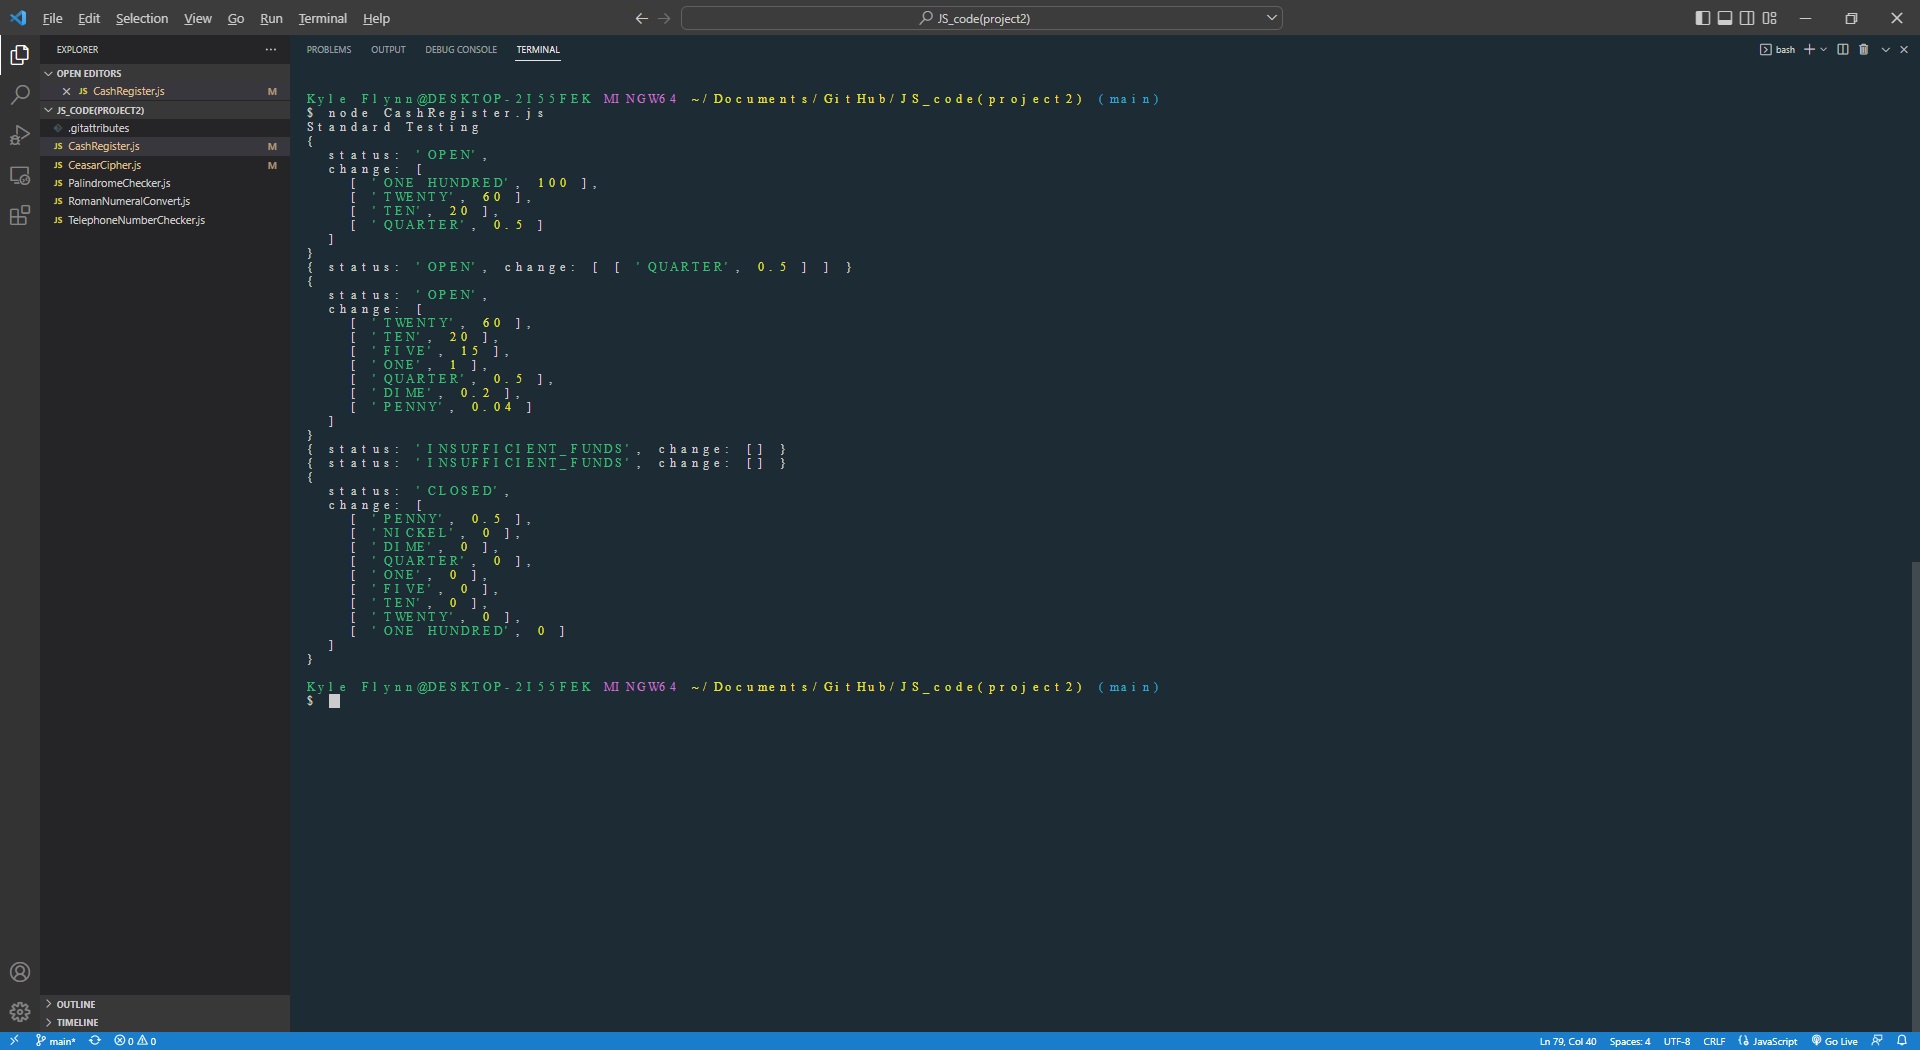 File Edit Selection View Go Run Terminal Help
JS_code(project2)
EXPLORER
OPEN EDITORS
JS CashRegister.js M
JS_CODE(PROJECT2)
.gitattributes
JS CashRegister.js M
JS CeasarCipher.js M
JS PalindromeChecker.js
JS RomanNumeralConvert.js
JS TelephoneNumberChecker.js
OUTLINE
TIMELINE
PROBLEMS OUTPUT DEBUG CONSOLE TERMINAL
bash
Kyle Flynn@DESKTOP-2I55FEK MINGW64 ~/Documents/GitHub/JS_code(project2) (main)
$ node CashRegister.js
Standard Testing
{
  status: 'OPEN',
  change: [
    [ 'ONE HUNDRED', 100 ],
    [ 'TWENTY', 60 ],
    [ 'TEN', 20 ],
    [ 'QUARTER', 0.5 ]
  ]
}
{ status: 'OPEN', change: [ [ 'QUARTER', 0.5 ] ] }
{
  status: 'OPEN',
  change: [
    [ 'TWENTY', 60 ],
    [ 'TEN', 20 ],
    [ 'FIVE', 15 ],
    [ 'ONE', 1 ],
    [ 'QUARTER', 0.5 ],
    [ 'DIME', 0.2 ],
    [ 'PENNY', 0.04 ]
  ]
}
{ status: 'INSUFFICIENT_FUNDS', change: [] }
{ status: 'INSUFFICIENT_FUNDS', change: [] }
{
  status: 'CLOSED',
  change: [
    [ 'PENNY', 0.5 ],
    [ 'NICKEL', 0 ],
    [ 'DIME', 0 ],
    [ 'QUARTER', 0 ],
    [ 'ONE', 0 ],
    [ 'FIVE', 0 ],
    [ 'TEN', 0 ],
    [ 'TWENTY', 0 ],
    [ 'ONE HUNDRED', 0 ]
  ]
}
Kyle Flynn@DESKTOP-2I55FEK MINGW64 ~/Documents/GitHub/JS_code(project2) (main)
$
main* 0 0 Ln 79, Col 40 Spaces: 4 UTF-8 CRLF JavaScript Go Live